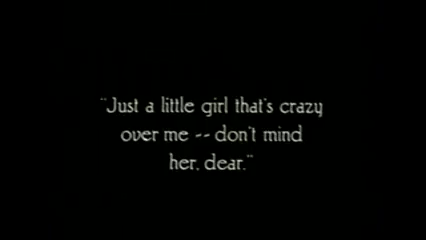 "Just a little girl that's crazy
over me -- don't mind
her, dear."